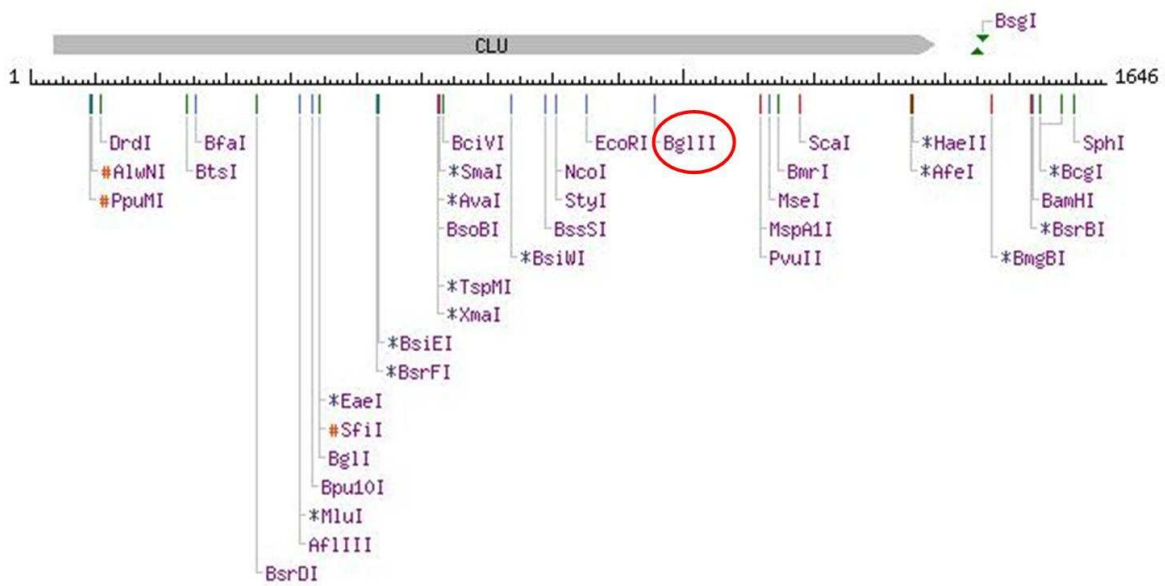 BsgI
CLU
1 1646
DrdI BfaI BciVI EcoRI BglII ScaI *HaeII SphI
#AlwNI BtsI *SmaI NcoI BmrI *AfeI *BcgI
#PpuMI *AvaI StyI MseI BamHI
BsoBI BssSI MspA1I *BsrBI
*BsiWI PvuII *BmgBI
*TspMI
*XmaI
*BsiEI
*BsrFI
*EaeI
#SfiI
BglI
Bpu10I
*MluI
AflIII
BsrDI